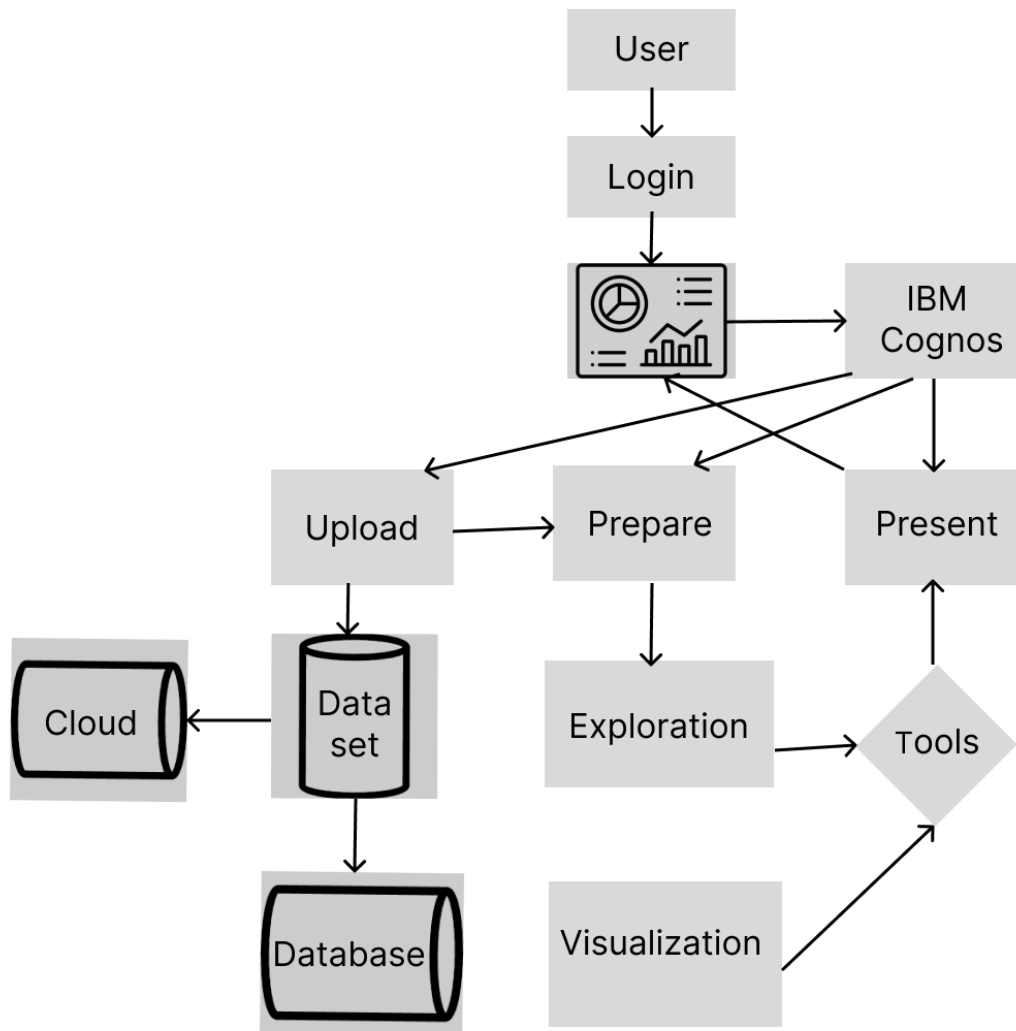 User
Login
IBM
Cognos
Upload
Prepare
Present
Cloud
Data
set
Exploration
Tools
Database
Visualization